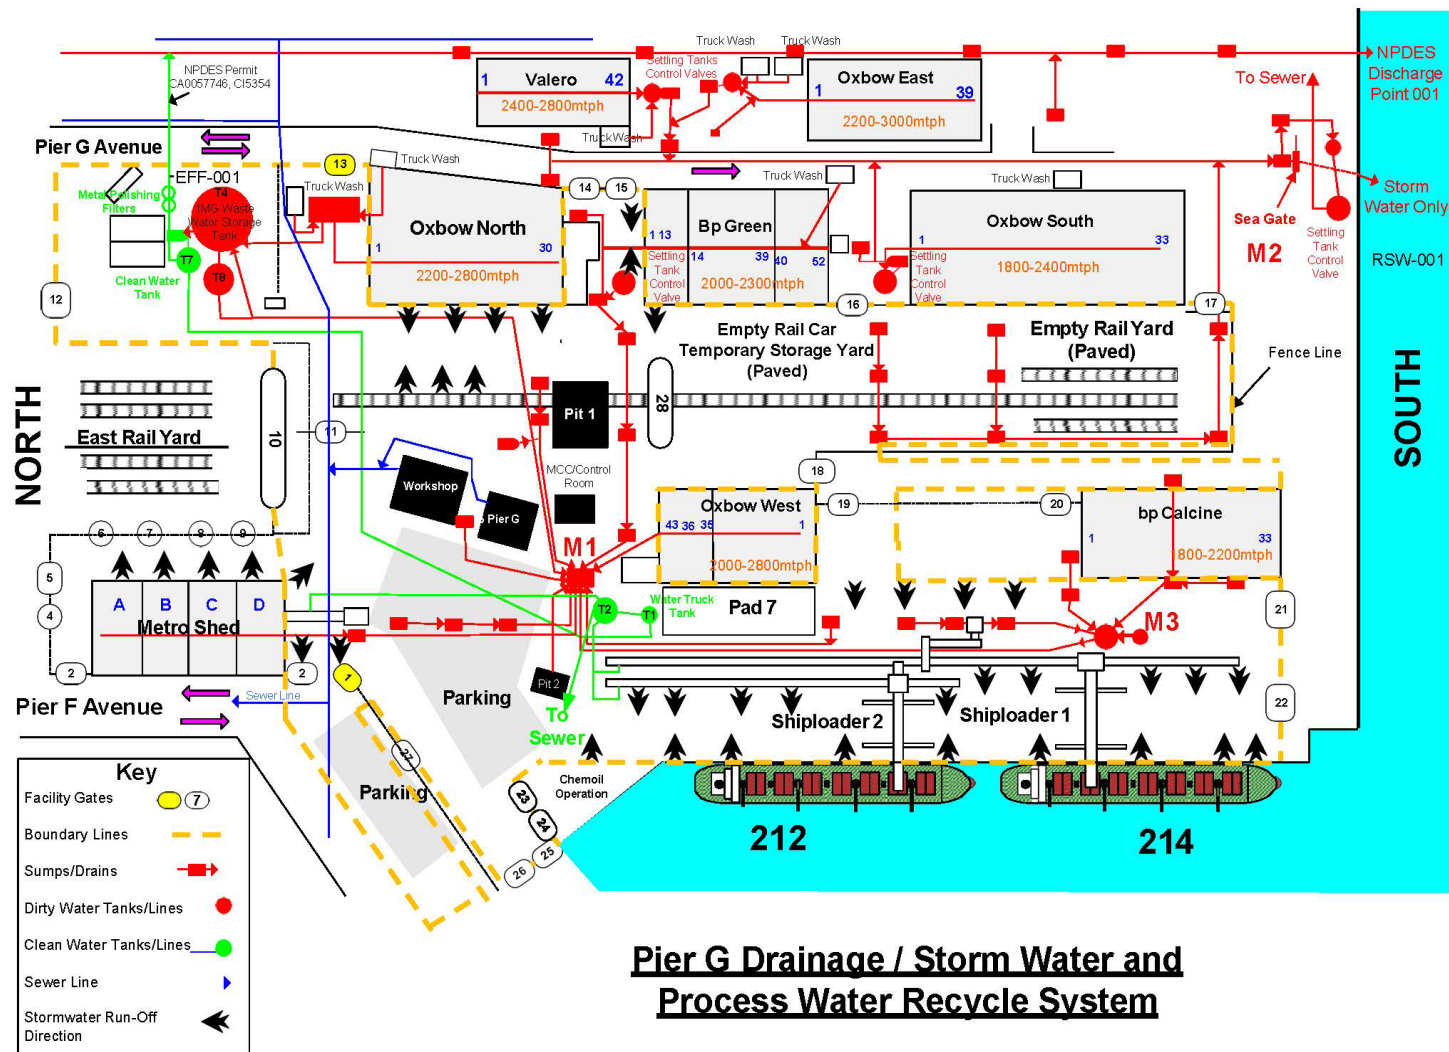 Truck Wash
Truck Wash
NPDES
Discharge
Point 001
NPDES Permit
CA0057746, CI5354
1
Valero
42
2400-2800mtph
Settling Tanks
Control Valves
Oxbow East
1
39
2200-3000mtph
To Sewer
Truck Wash
Pier G Avenue
13
Truck Wash
EFF-001
Metal Polishing
Filters
T4
1MG Waste
Water Storage
Tank
Truck Wash
14
15
Truck Wash
Truck Wash
Storm
Water Only
Sea Gate
M2
Settling
Tank
Control
Valve
RSW-001
T7
T8
Clean Water
Tank
Oxbow North
1
30
2200-2800mtph
1 13
Bp Green
14
39
40
52
Settling
Tank
Control
Valve
2000-2300mtph
Settling
Tank
Control
Valve
Oxbow South
1
33
1800-2400mtph
12
16
17
Empty Rail Car
Temporary Storage Yard
(Paved)
Empty Rail Yard
(Paved)
Fence Line
NORTH
SOUTH
East Rail Yard
10
11
Pit 1
28
MCC/Control
Room
Workshop
Pier G
18
19
20
Oxbow West
43 36 35
1
2000-2800mtph
bp Calcine
1
33
1800-2200mtph
6
7
8
9
5
4
2
A
B
C
D
Metro Shed
2
M1
T2
T1
Water Truck
Tank
Pad 7
M3
21
22
Sewer Line
Pier F Avenue
1
Parking
Pit 2
To
Sewer
Shiploader 2
Shiploader 1
27
Parking
Chemoil
Operation
23
24
25
26
212
214
Key
Facility Gates
7
Boundary Lines
Sumps/Drains
Dirty Water Tanks/Lines
Clean Water Tanks/Lines
Sewer Line
Stormwater Run-Off
Direction
Pier G Drainage / Storm Water and
Process Water Recycle System